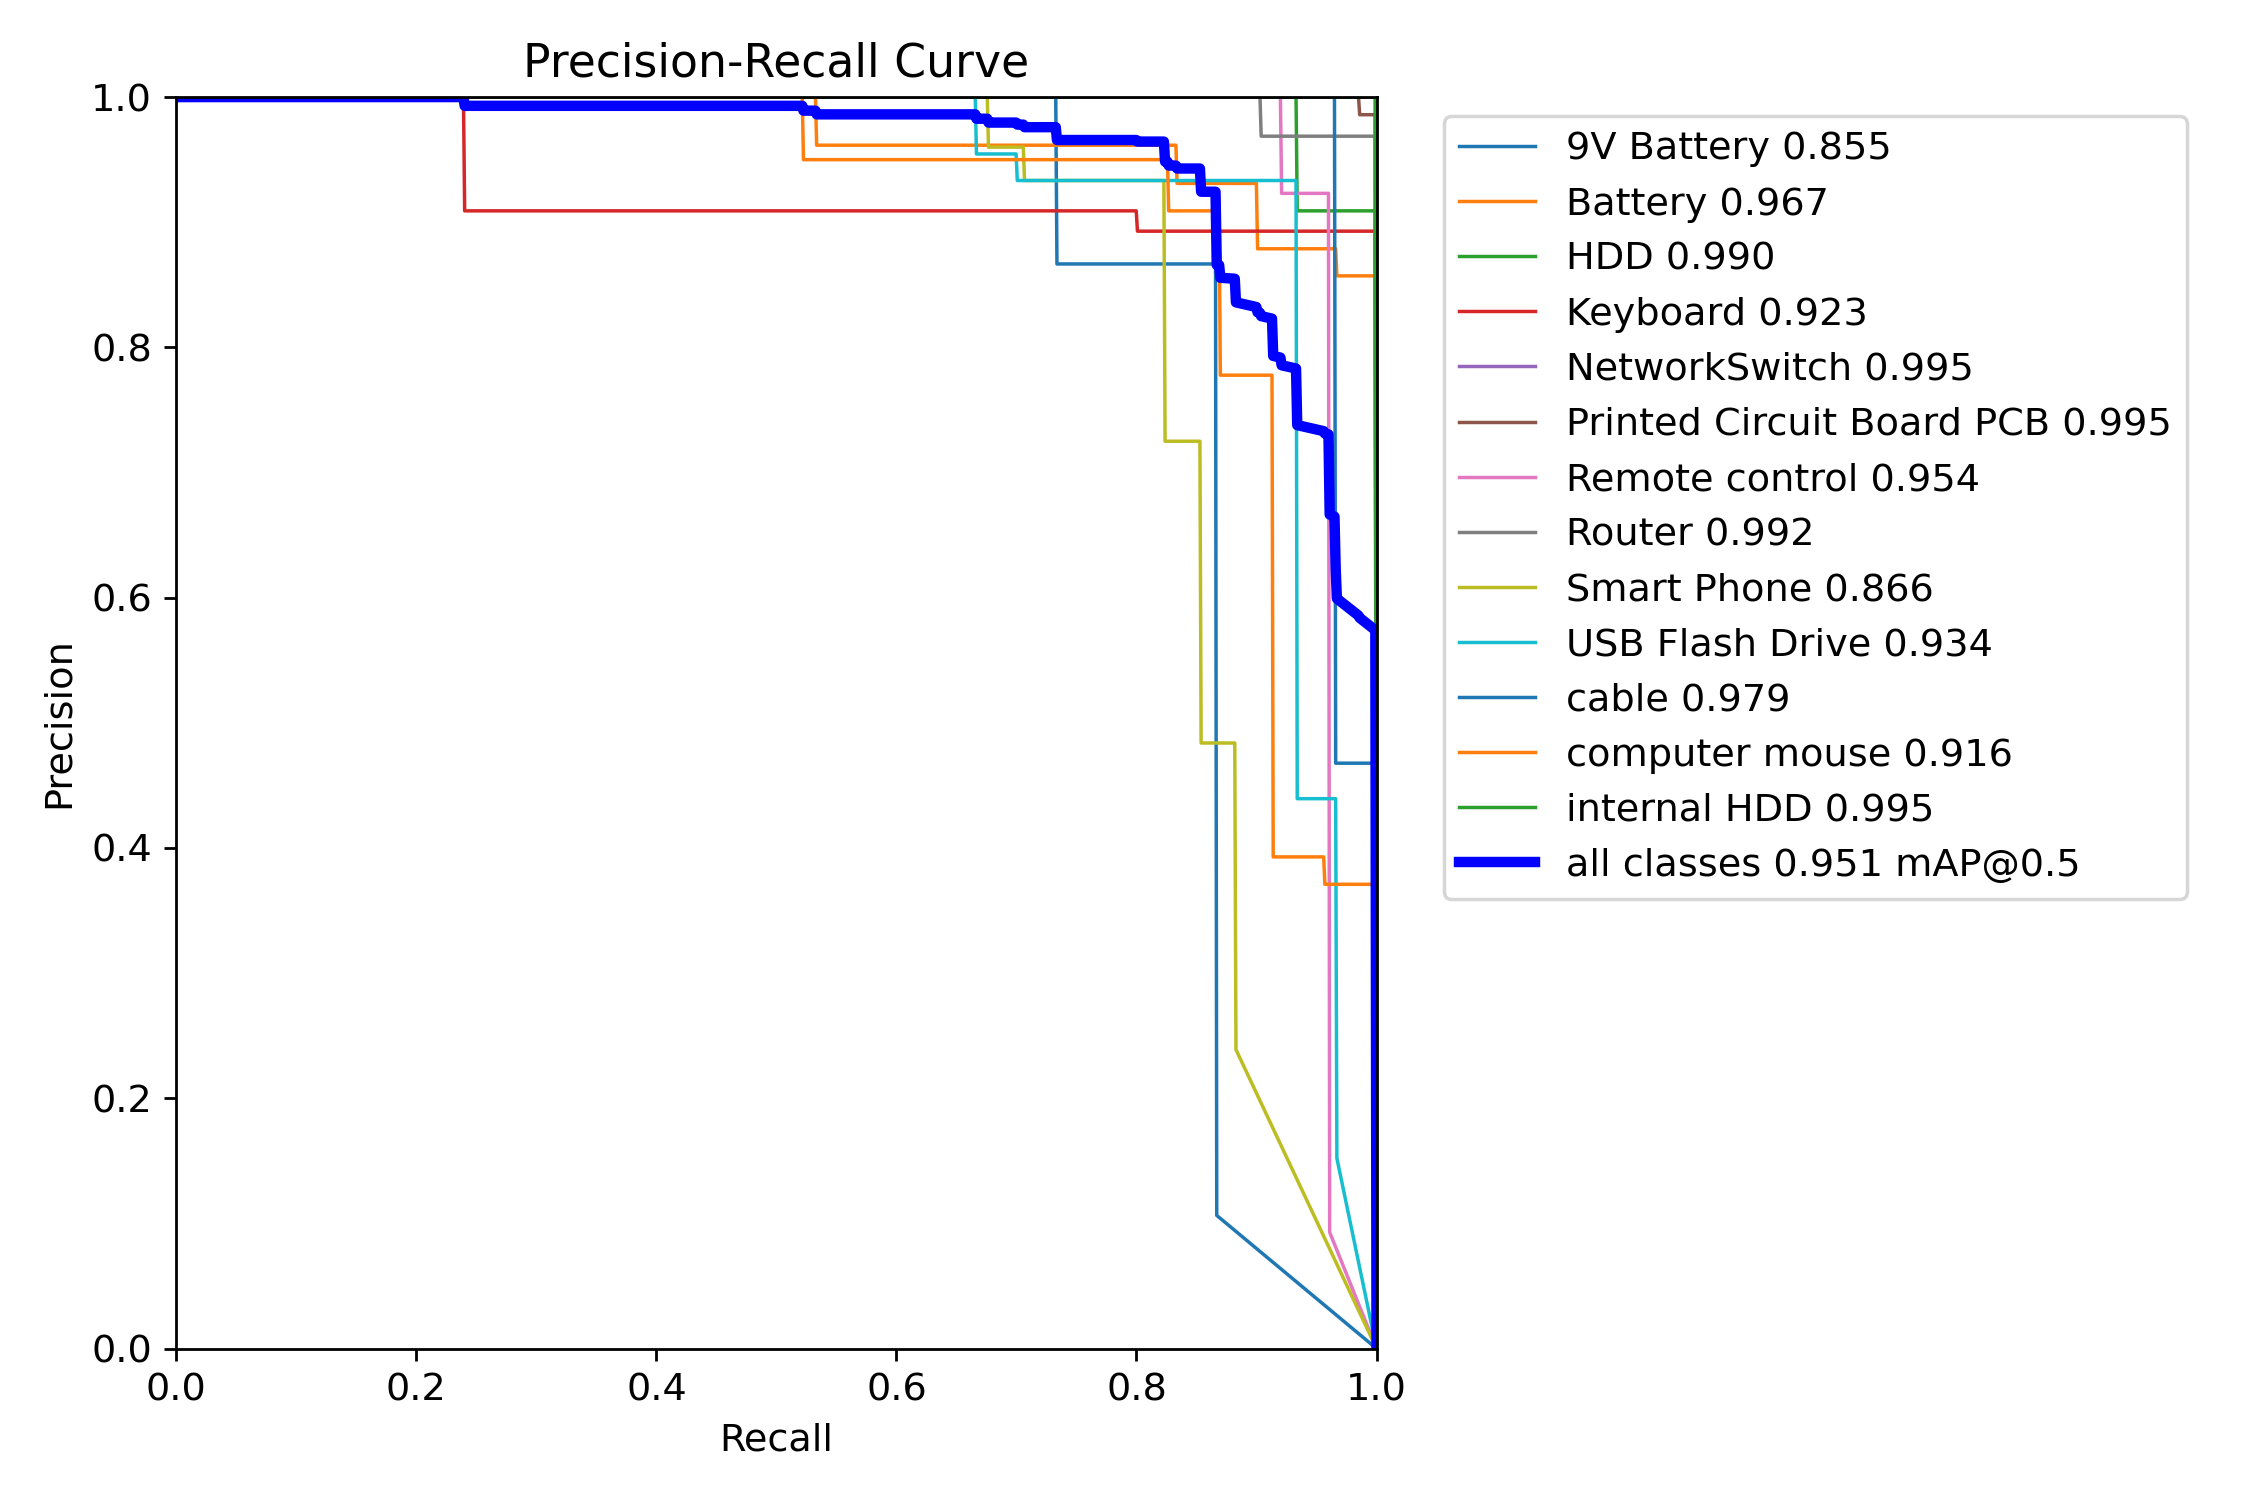 Precision-Recall Curve
1.0
0.8
0.6
0.4
0.2
0.0
Precision
0.0 0.2 0.4 0.6 0.8 1.0
Recall
9V Battery 0.855
Battery 0.967
HDD 0.990
Keyboard 0.923
NetworkSwitch 0.995
Printed Circuit Board PCB 0.995
Remote control 0.954
Router 0.992
Smart Phone 0.866
USB Flash Drive 0.934
cable 0.979
computer mouse 0.916
internal HDD 0.995
all classes 0.951 mAP@0.5